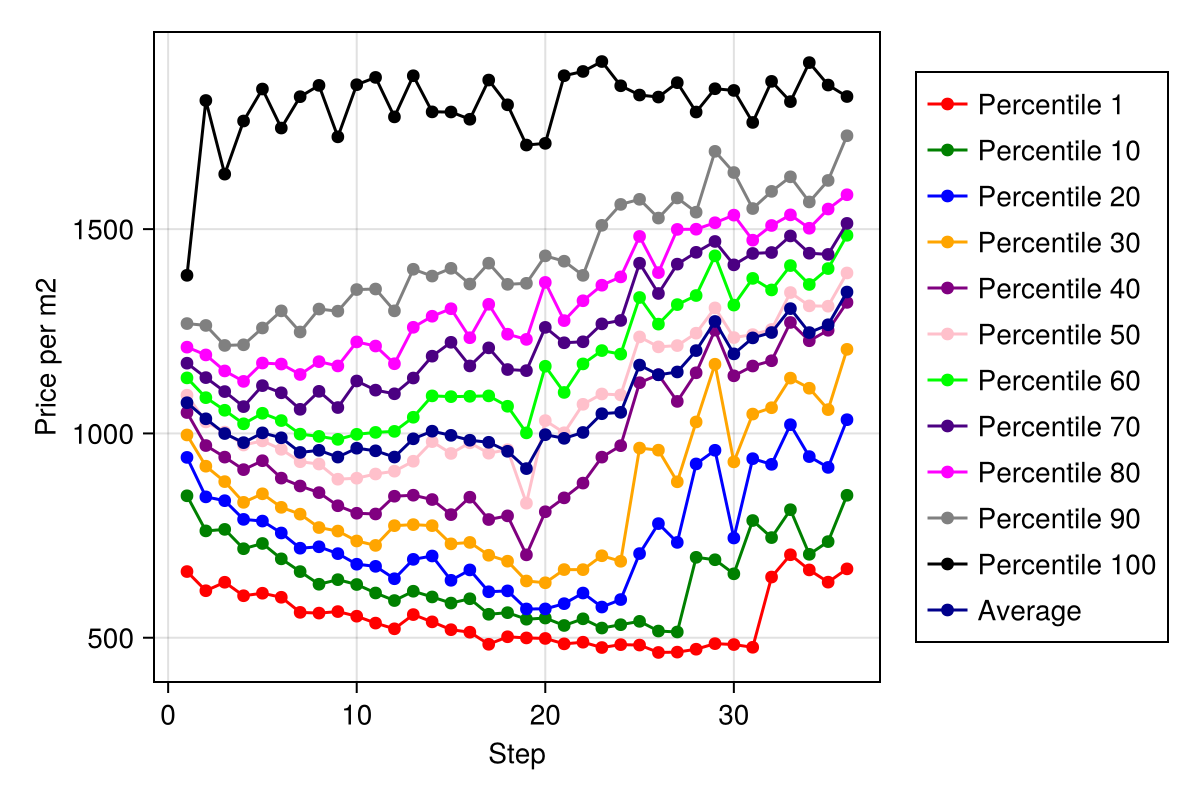 Price per m2
1500
1000
500
0
10
20
30
Step
Percentile 1
Percentile 10
Percentile 20
Percentile 30
Percentile 40
Percentile 50
Percentile 60
Percentile 70
Percentile 80
Percentile 90
Percentile 100
Average